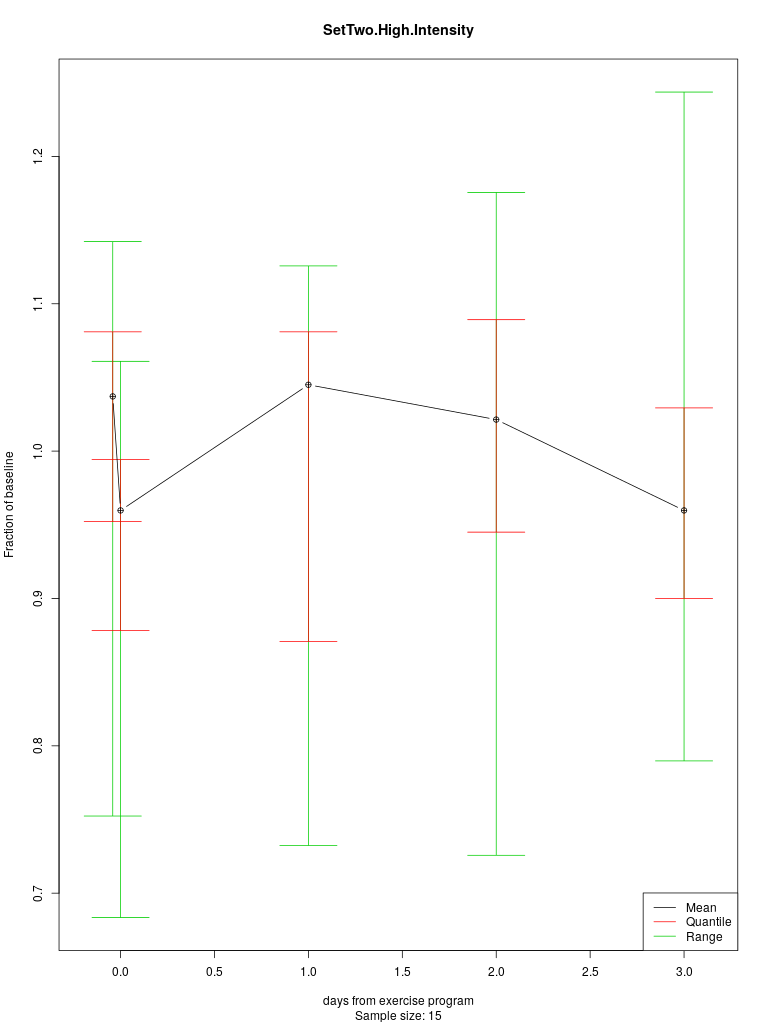 SetTwo.High.Intensity
Fraction of baseline
1.2
1.1
1.0
0.9
0.8
0.7
0.0 0.5 1.0 1.5 2.0 2.5 3.0
Mean
Quantile
Range
days from exercise program
Sample size: 15